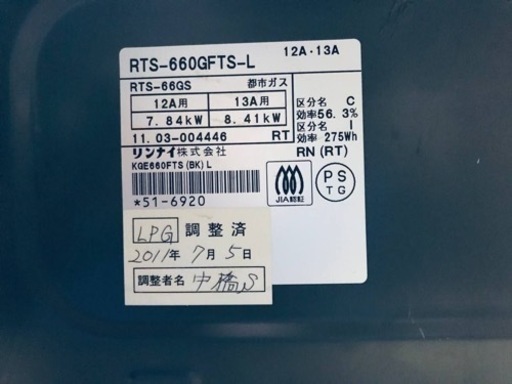 RTS-660GFTS-L
12A・13A
RTS-66GS
都市ガス
12A用
13A用
7.84kW
8.41kW
区分名 C
効率56.3%
区分名 I
効率 275Wh
11.03-004446
RT
RN(RT)
リンナイ株式会社
KGE660FTS(BK)L
*51-6920
JIA認証
PS
TG
LPG 調整済
2011年 7月 5日
調整者名 中橋S